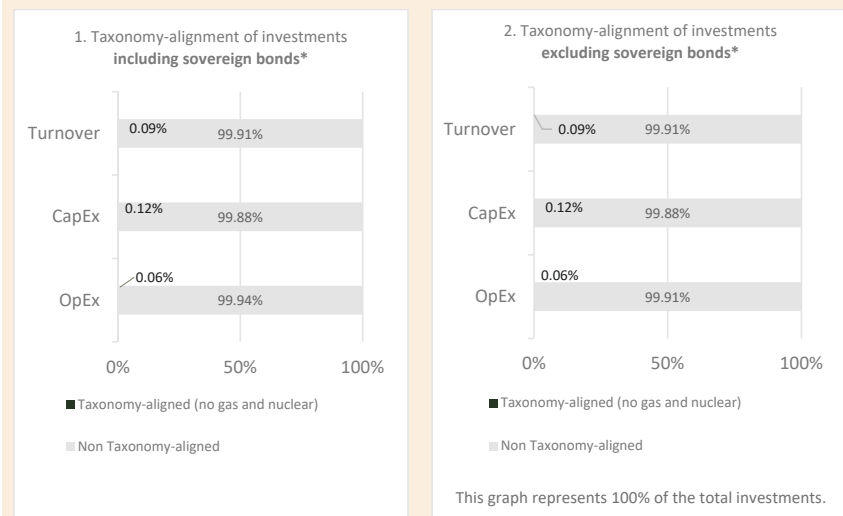 1. Taxonomy-alignment of investments
including sovereign bonds*
Turnover
0.09%
99.91%
CapEx
0.12%
99.88%
0.06%
OpEx
99.94%
0%
50%
100%
Taxonomy-aligned (no gas and nuclear)
Non Taxonomy-aligned
2. Taxonomy-alignment of investments
excluding sovereign bonds*
Turnover
0.09%
99.91%
CapEx
0.12%
99.88%
0.06%
OpEx
99.91%
0%
50%
100%
Taxonomy-aligned (no gas and nuclear)
Non Taxonomy-aligned
This graph represents 100% of the total investments.